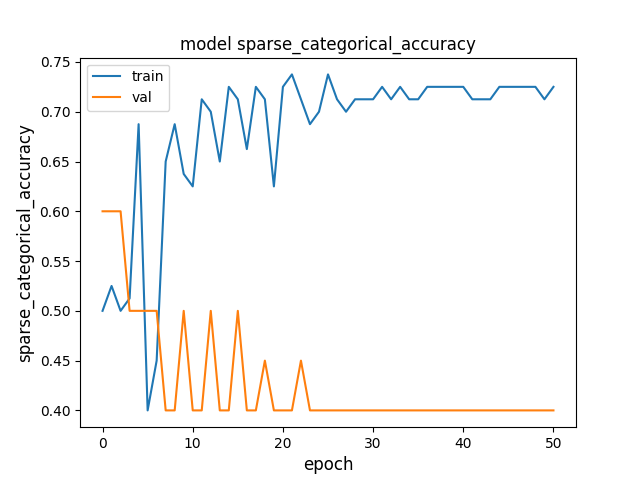 model sparse_categorical_accuracy
train
val
sparse_categorical_accuracy
0.75
0.70
0.65
0.60
0.55
0.50
0.45
0.40
0 10 20 30 40 50
epoch